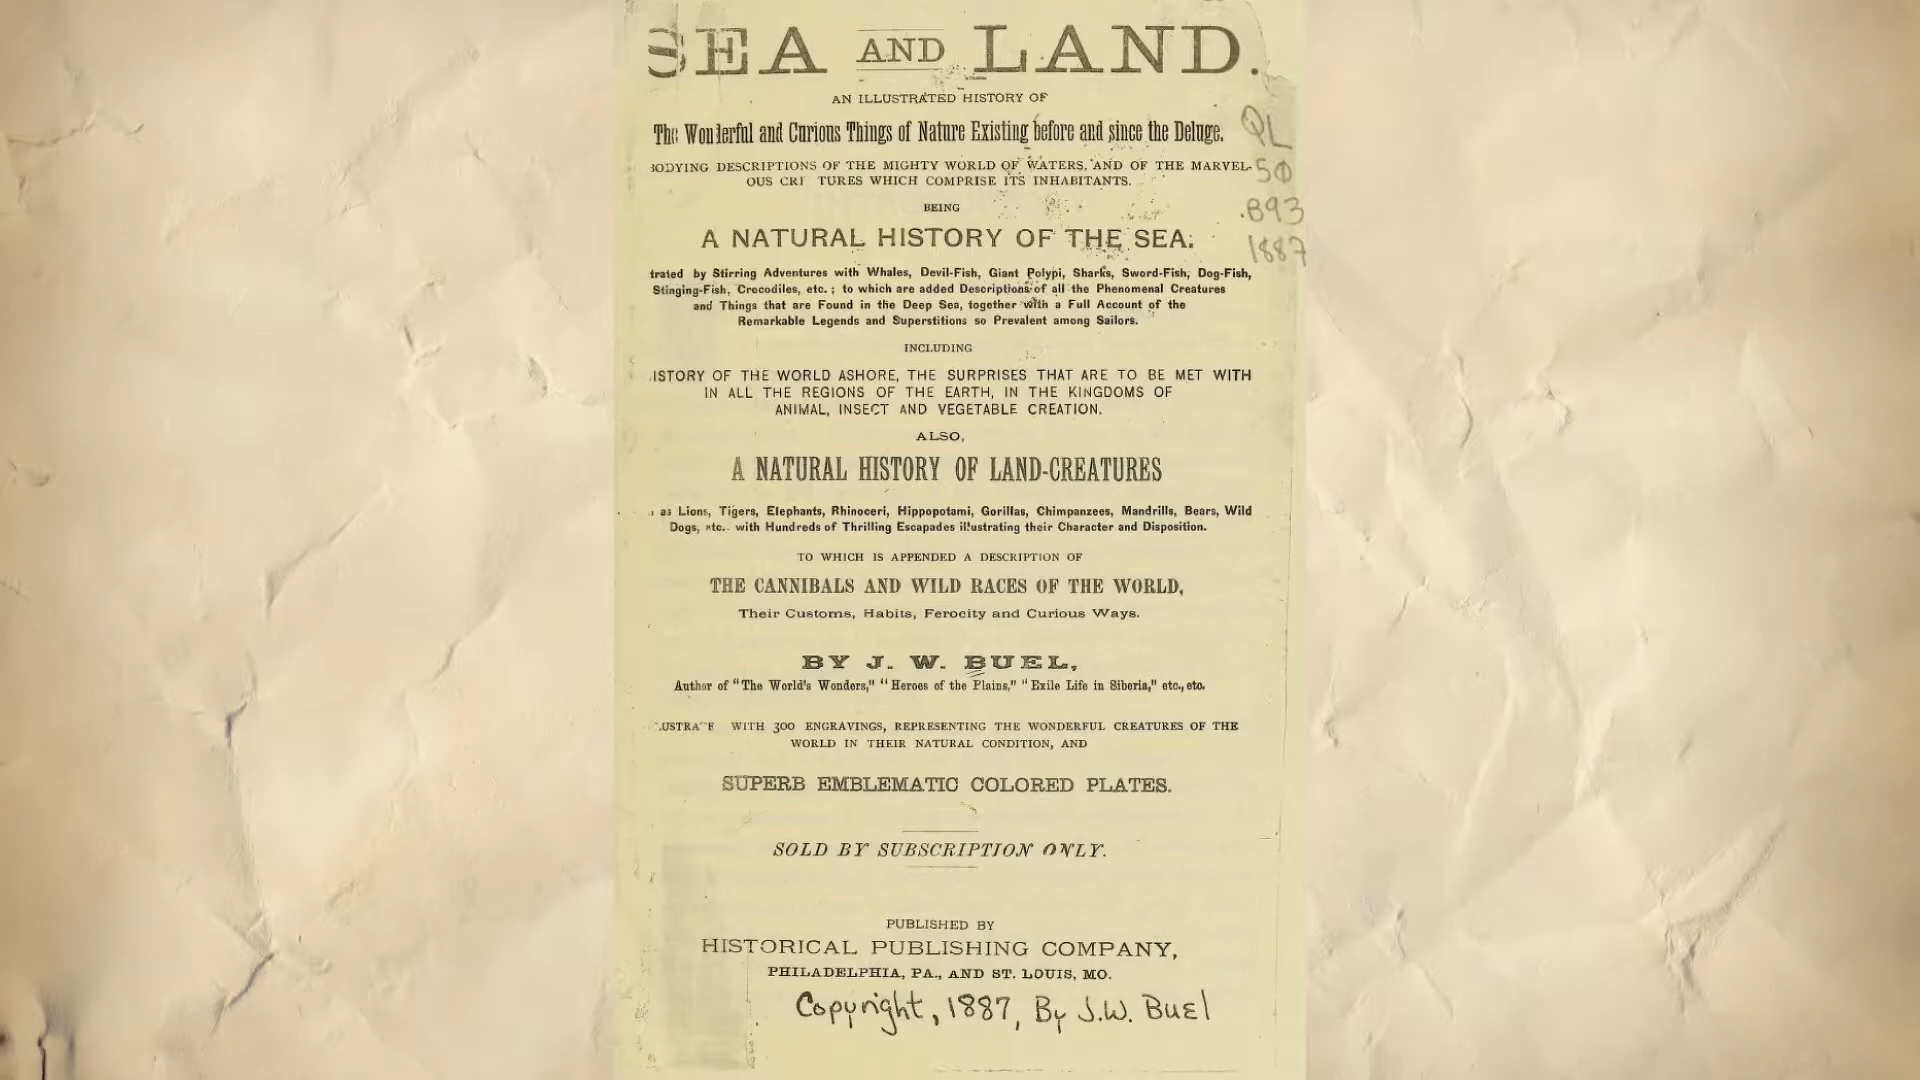 SEA AND LAND.
AN ILLUSTRATED HISTORY OF
The Wonderful and Curious Things of Nature Existing before and since the Deluge.
BODYING DESCRIPTIONS OF THE MIGHTY WORLD OF WATERS, AND OF THE MARVEL-
OUS CRE TURES WHICH COMPRISE ITS INHABITANTS.
BEING
A NATURAL HISTORY OF THE SEA:
trated by Stirring Adventures with Whales, Devil-Fish, Giant Polypi, Sharks, Sword-Fish, Dog-Fish,
Stinging-Fish, Crocodiles, etc.; to which are added Descriptions of all the Phenomenal Creatures
and Things that are Found in the Deep Sea, together with a Full Account of the
Remarkable Legends and Superstitions so Prevalent among Sailors.
INCLUDING
ISTORY OF THE WORLD ASHORE, THE SURPRISES THAT ARE TO BE MET WITH
IN ALL THE REGIONS OF THE EARTH, IN THE KINGDOMS OF
ANIMAL, INSECT AND VEGETABLE CREATION.
ALSO,
A NATURAL HISTORY OF LAND-CREATURES
as Lions, Tigers, Elephants, Rhinoceri, Hippopotami, Gorillas, Chimpanzees, Mandrills, Bears, Wild
Dogs, etc.. with Hundreds of Thrilling Escapades illustrating their Character and Disposition.
TO WHICH IS APPENDED A DESCRIPTION OF
THE CANNIBALS AND WILD RACES OF THE WORLD,
Their Customs, Habits, Ferocity and Curious Ways.
BY J. W. BUEL,
Author of "The World's Wonders," "Heroes of the Plains," "Exile Life in Siberia," etc., etc.
WITH 300 ENGRAVINGS, REPRESENTING THE WONDERFUL CREATURES OF THE
WORLD IN THEIR NATURAL CONDITION, AND
SUPERB EMBLEMATIC COLORED PLATES.
SOLD BY SUBSCRIPTION ONLY.
PUBLISHED BY
HISTORICAL PUBLISHING COMPANY,
PHILADELPHIA, PA., AND ST. LOUIS, MO.
Copyright, 1887, By J.W. Buel
QL
50
.B93
1887